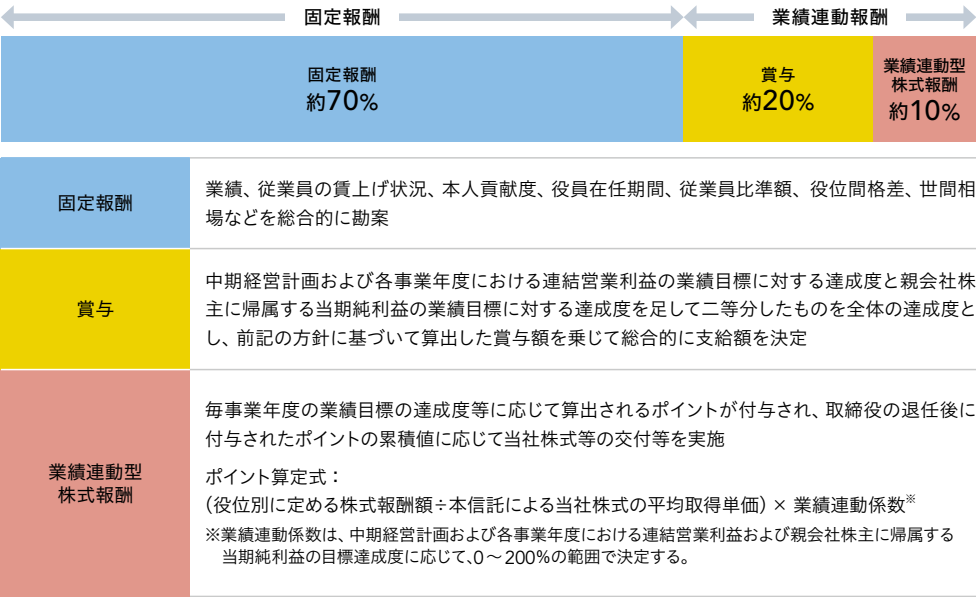 固定報酬
業績連動報酬
固定報酬
約70%
賞与
約20%
業績連動型
株式報酬
約10%
固定報酬
業績、従業員の賃上げ状況、本人貢献度、役員在任期間、従業員比準額、役位間格差、世間相
場などを総合的に勘案
賞与
中期経営計画および各事業年度における連結営業利益の業績目標に対する達成度と親会社株
主に帰属する当期純利益の業績目標に対する達成度を足して二等分したものを全体の達成度と
し、前記の方針に基づいて算出した賞与額を乗じて総合的に支給額を決定
業績連動型
株式報酬
毎事業年度の業績目標の達成度等に応じて算出されるポイントが付与され、取締役の退任後に
付与されたポイントの累積値に応じて当社株式等の交付等を実施
ポイント算定式：
(役位別に定める株式報酬額÷本信託による当社株式の平均取得単価) × 業績連動係数※
※業績連動係数は、中期経営計画および各事業年度における連結営業利益および親会社株主に帰属する
当期純利益の目標達成度に応じて、0～200%の範囲で決定する。